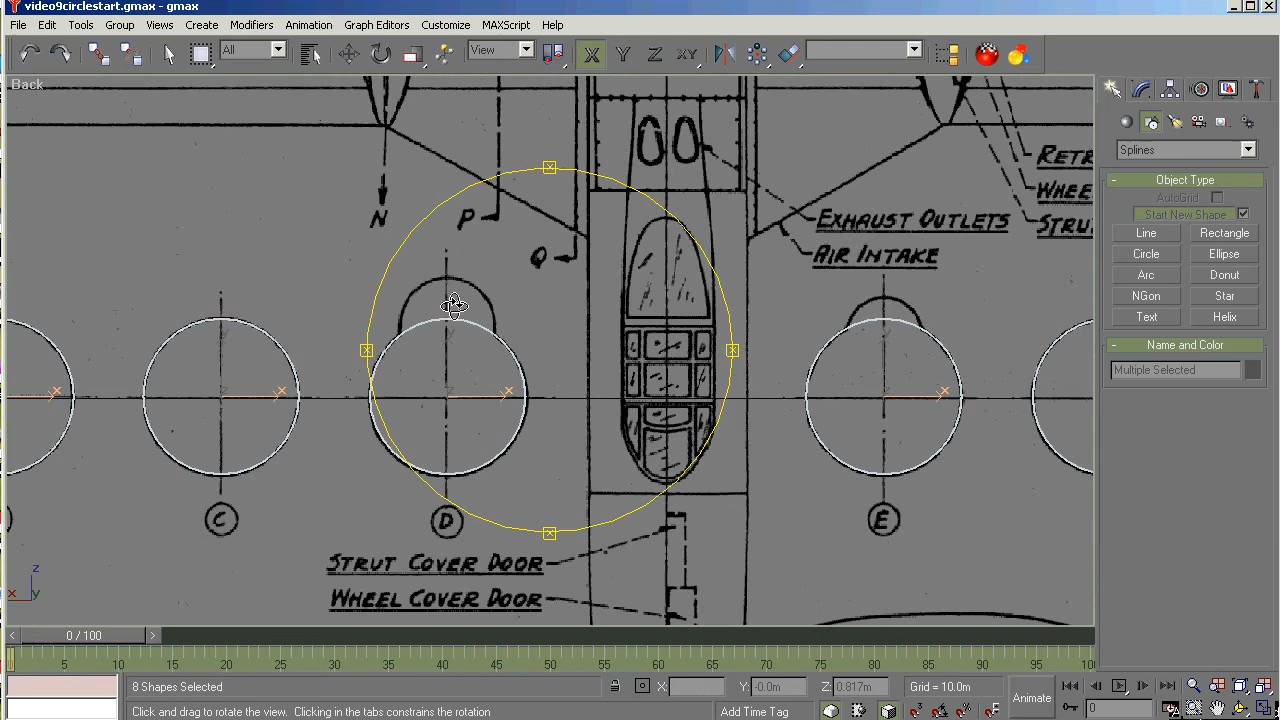 video9circlestart.gmax - gmax
File Edit Tools Group Views Create Modifiers Animation Graph Editors Customize MAXScript Help
All View X Y Z XY
Back
Splines
Object Type
AutoGrid
Start New Shape
Line Rectangle
Circle Ellipse
Arc Donut
NGon Star
Text Helix
Name and Color
Multiple Selected
N P Q
EXHAUST OUTLETS
AIR INTAKE
C D E
STRUT COVER DOOR
WHEEL COVER DOOR
z
x y
0 / 100
5 10 15 20 25 30 35 40 45 50 55 60 65 70 75 80 85 90 95 100
8 Shapes Selected X: Y: -0.0m Z: 0.817m Grid = 10.0m
Animate
0
Click and drag to rotate the view. Clicking in the tabs constrains the rotation Add Time Tag